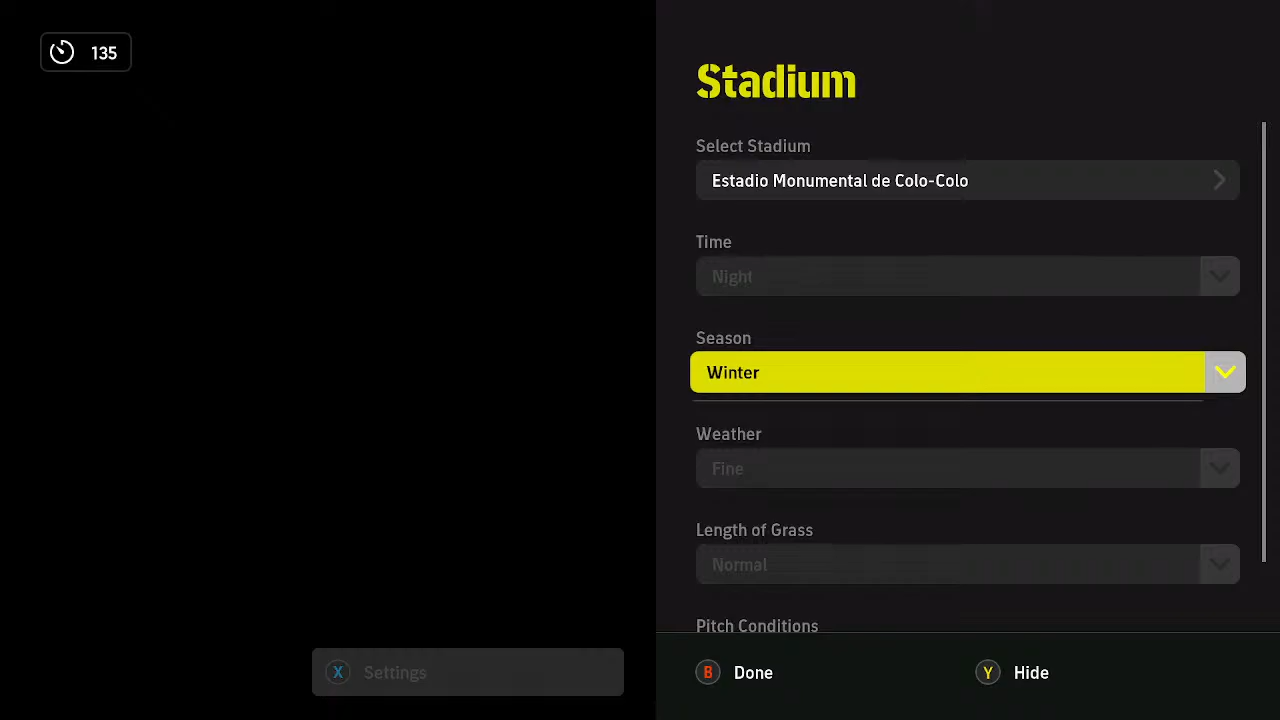 135
Stadium
Select Stadium
Estadio Monumental de Colo-Colo
Time
Night
Season
Winter
Weather
Fine
Length of Grass
Normal
Pitch Conditions
X Settings
B Done
Y Hide